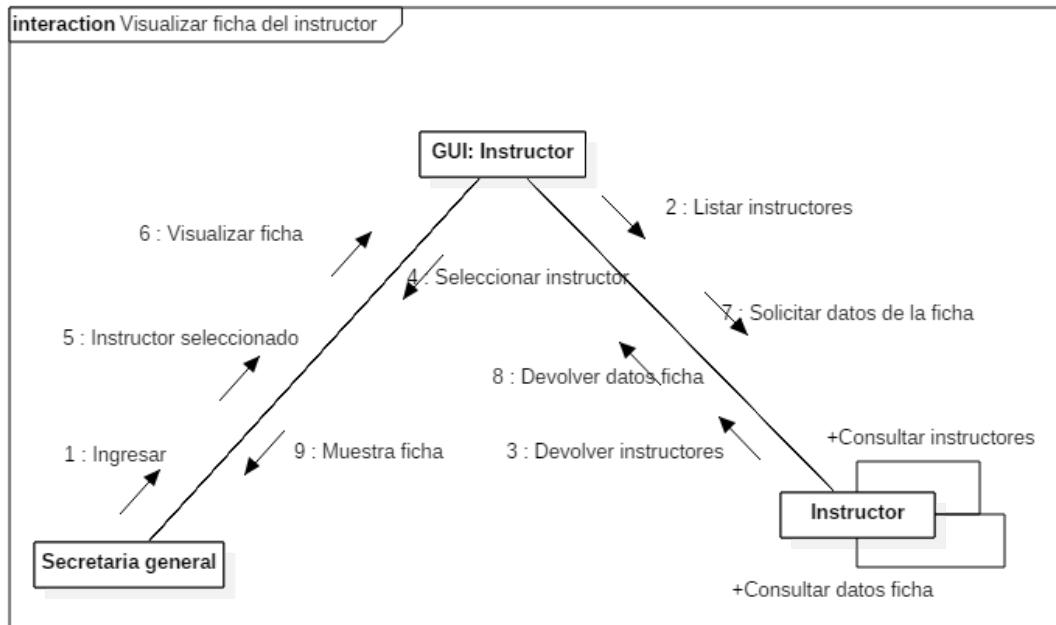 interaction Visualizar ficha del instructor
GUI: Instructor
2 : Listar instructores
6 : Visualizar ficha
4 : Seleccionar instructor
7 : Solicitar datos de la ficha
5 : Instructor seleccionado
8 : Devolver datos ficha
+Consultar instructores
1 : Ingresar
9 : Muestra ficha
3 : Devolver instructores
Instructor
Secretaria general
+Consultar datos ficha